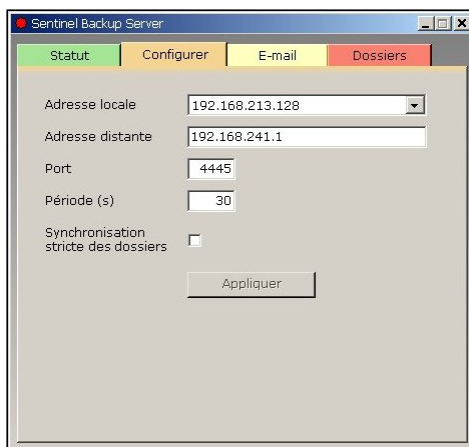 Sentinel Backup Server
Statut Configurer E-mail Dossiers
Adresse locale 192.168.213.128
Adresse distante 192.168.241.1
Port 4445
Période (s) 30
Synchronisation
stricte des dossiers
Appliquer